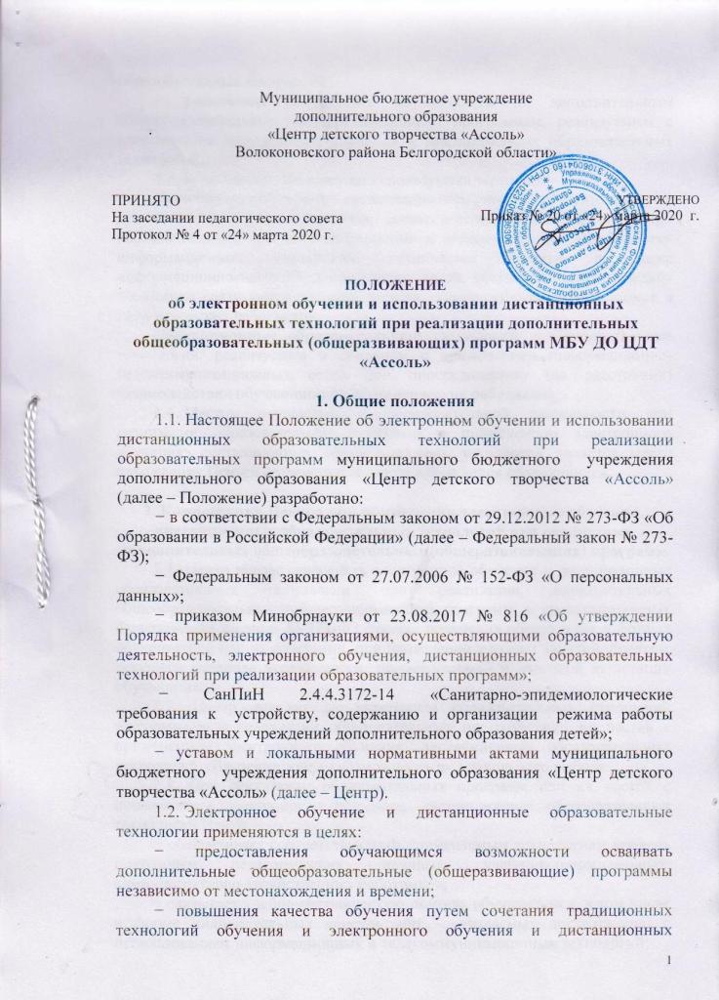 Муниципальное бюджетное учреждение
дополнительного образования
«Центр детского творчества «Ассоль»
Волоконовского района Белгородской области»
ПРИНЯТО
На заседании педагогического совета
Протокол № 4 от «24» марта 2020 г.
УТВЕРЖДЕНО
Приказ № 20 от «24» марта 2020 г.
ПОЛОЖЕНИЕ
об электронном обучении и использовании дистанционных
образовательных технологий при реализации дополнительных
общеобразовательных (общеразвивающих) программ МБУ ДО ЦДТ
«Ассоль»
1. Общие положения
1.1. Настоящее Положение об электронном обучении и использовании
дистанционных образовательных технологий при реализации
образовательных программ муниципального бюджетного учреждения
дополнительного образования «Центр детского творчества «Ассоль»
(далее – Положение) разработано:
− в соответствии с Федеральным законом от 29.12.2012 № 273-ФЗ «Об
образовании в Российской Федерации» (далее – Федеральный закон № 273-
ФЗ);
− Федеральным законом от 27.07.2006 № 152-ФЗ «О персональных
данных»;
− приказом Минобрнауки от 23.08.2017 № 816 «Об утверждении
Порядка применения организациями, осуществляющими образовательную
деятельность, электронного обучения, дистанционных образовательных
технологий при реализации образовательных программ»;
− СанПиН 2.4.4.3172-14 «Санитарно-эпидемиологические
требования к устройству, содержанию и организации режима работы
образовательных учреждений дополнительного образования детей»;
− уставом и локальными нормативными актами муниципального
бюджетного учреждения дополнительного образования «Центр детского
творчества «Ассоль» (далее – Центр).
1.2. Электронное обучение и дистанционные образовательные
технологии применяются в целях:
− предоставления обучающимся возможности осваивать
дополнительные общеобразовательные (общеразвивающие) программы
независимо от местонахождения и времени;
− повышения качества обучения путем сочетания традиционных
технологий обучения и электронного обучения и дистанционных
1